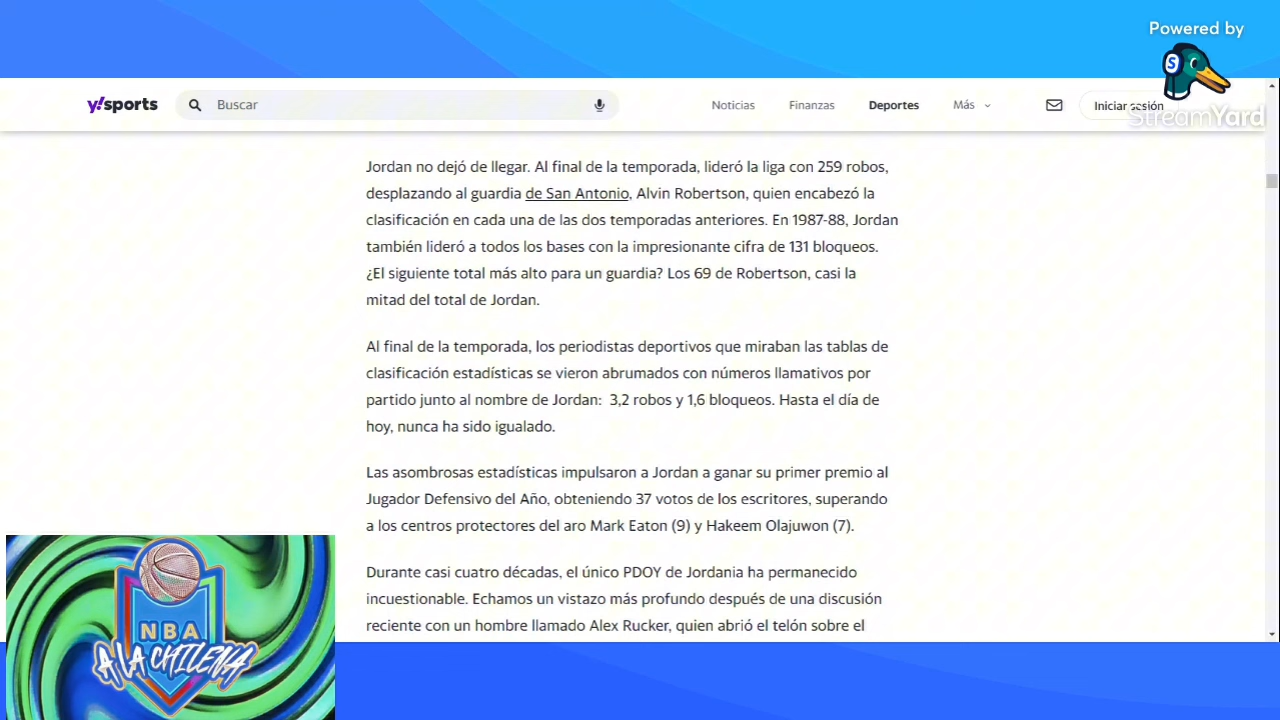 Powered by
StreamYard
y!sports
Buscar
Noticias
Finanzas
Deportes
Más
Iniciar sesión
Jordan no dejó de llegar. Al final de la temporada, lideró la liga con 259 robos,
desplazando al guardia de San Antonio, Alvin Robertson, quien encabezó la
clasificación en cada una de las dos temporadas anteriores. En 1987-88, Jordan
también lideró a todos los bases con la impresionante cifra de 131 bloqueos.
¿El siguiente total más alto para un guardia? Los 69 de Robertson, casi la
mitad del total de Jordan.
Al final de la temporada, los periodistas deportivos que miraban las tablas de
clasificación estadísticas se vieron abrumados con números llamativos por
partido junto al nombre de Jordan: 3,2 robos y 1,6 bloqueos. Hasta el día de
hoy, nunca ha sido igualado.
Las asombrosas estadísticas impulsaron a Jordan a ganar su primer premio al
Jugador Defensivo del Año, obteniendo 37 votos de los escritores, superando
a los centros protectores del aro Mark Eaton (9) y Hakeem Olajuwon (7).
Durante casi cuatro décadas, el único PDOY de Jordania ha permanecido
incuestionable. Echamos un vistazo más profundo después de una discusión
reciente con un hombre llamado Alex Rucker, quien abrió el telón sobre el
NBA
A LA CHILENA